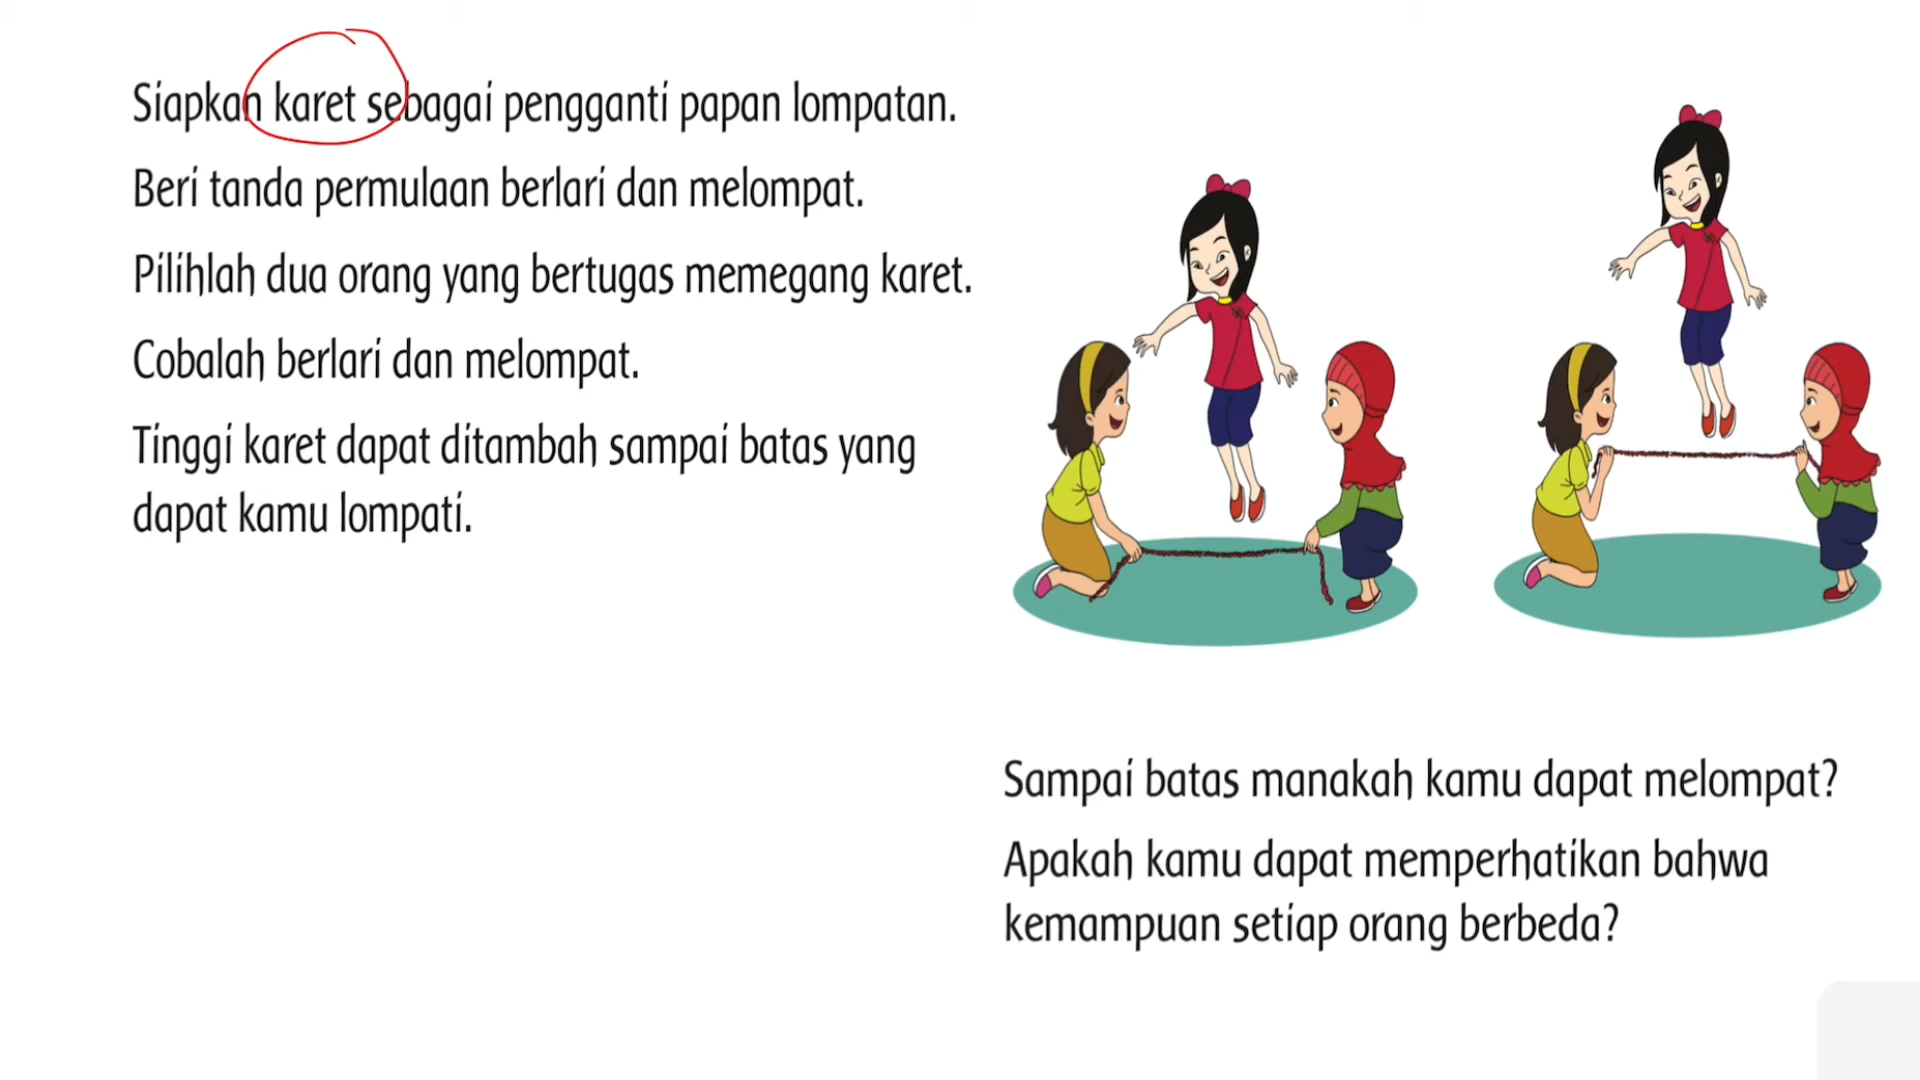 Siapkan karet sebagai pengganti papan lompatan.
Beri tanda permulaan berlari dan melompat.
Pilihlah dua orang yang bertugas memegang karet.
Cobalah berlari dan melompat.
Tinggi karet dapat ditambah sampai batas yang
dapat kamu lompati.
Sampai batas manakah kamu dapat melompat?
Apakah kamu dapat memperhatikan bahwa
kemampuan setiap orang berbeda?